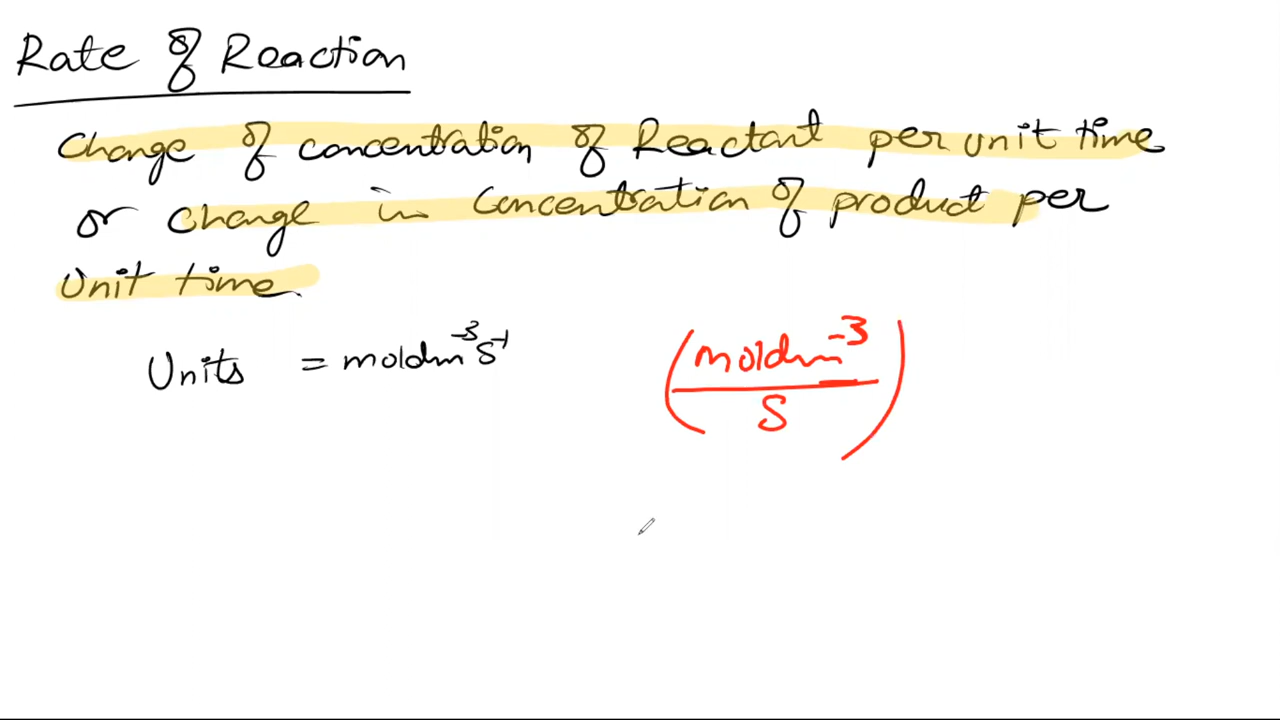 Rate of Reaction
Change of concentration of Reactant per unit time
or change in Concentration of product per
Unit time
Units = moldm⁻³ s⁻¹
(moldm⁻³ / S)